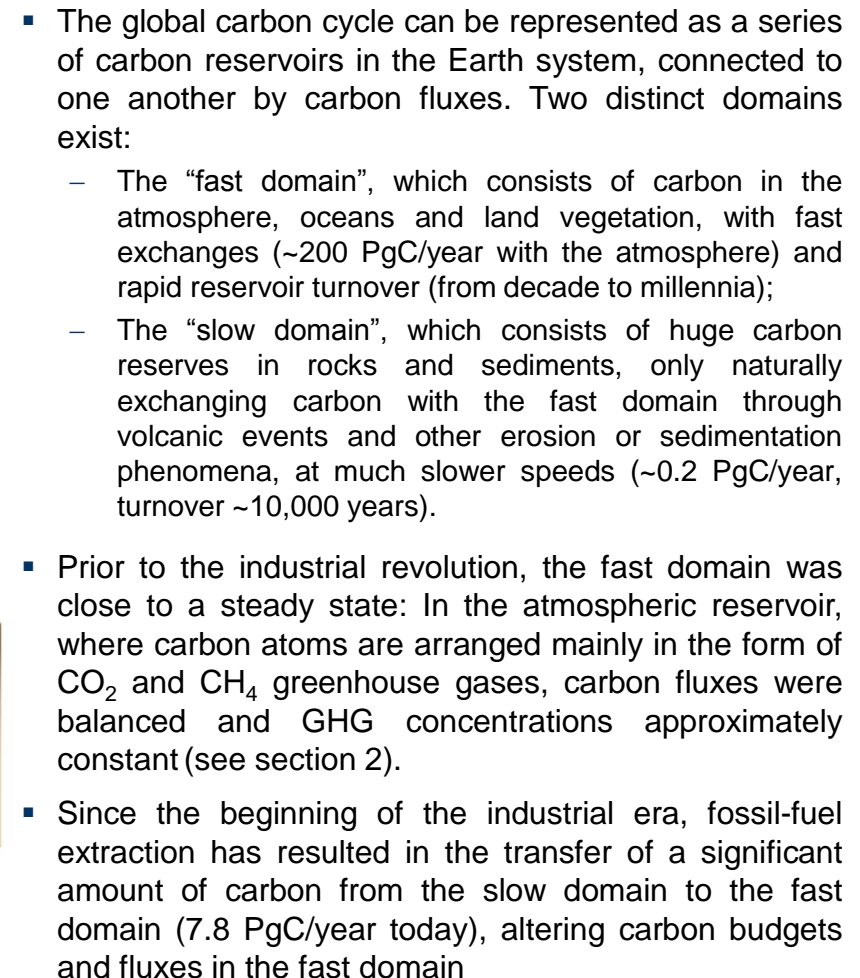 ▪ The global carbon cycle can be represented as a series
of carbon reservoirs in the Earth system, connected to
one another by carbon fluxes. Two distinct domains
exist:
– The “fast domain”, which consists of carbon in the
atmosphere, oceans and land vegetation, with fast
exchanges (~200 PgC/year with the atmosphere) and
rapid reservoir turnover (from decade to millennia);
– The “slow domain”, which consists of huge carbon
reserves in rocks and sediments, only naturally
exchanging carbon with the fast domain through
volcanic events and other erosion or sedimentation
phenomena, at much slower speeds (~0.2 PgC/year,
turnover ~10,000 years).
▪ Prior to the industrial revolution, the fast domain was
close to a steady state: In the atmospheric reservoir,
where carbon atoms are arranged mainly in the form of
CO₂ and CH₄ greenhouse gases, carbon fluxes were
balanced and GHG concentrations approximately
constant (see section 2).
▪ Since the beginning of the industrial era, fossil-fuel
extraction has resulted in the transfer of a significant
amount of carbon from the slow domain to the fast
domain (7.8 PgC/year today), altering carbon budgets
and fluxes in the fast domain